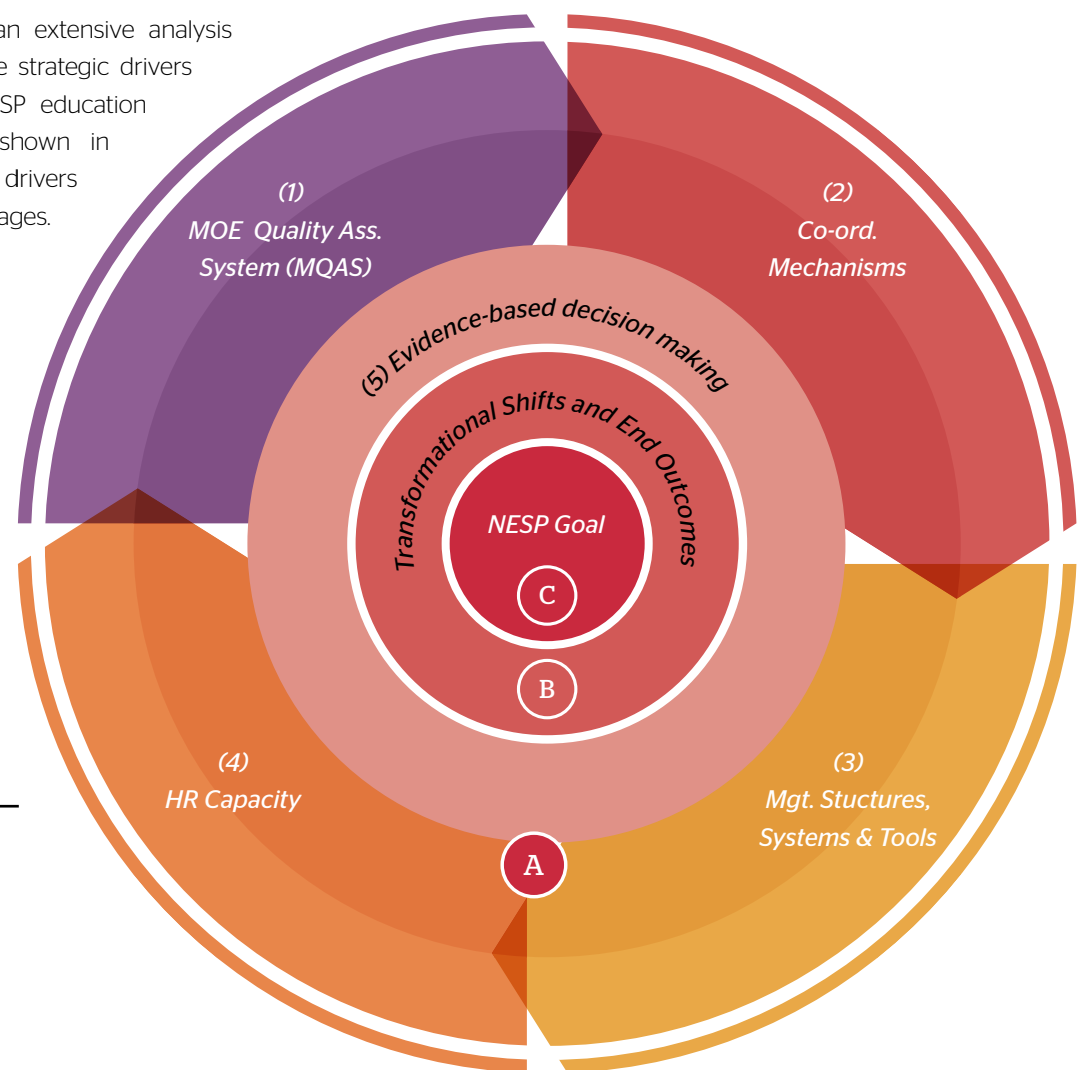 an extensive analysis
strategic drivers
education
shown in
drivers
(1)
MOE Quality Ass.
System (MQAS)
(2)
Co-ord.
Mechanisms
(5) Evidence-based decision making
Transformational Shifts and End Outcomes
NESP Goal
C
B
A
(4)
HR Capacity
(3)
Mgt. Stuctures,
Systems & Tools